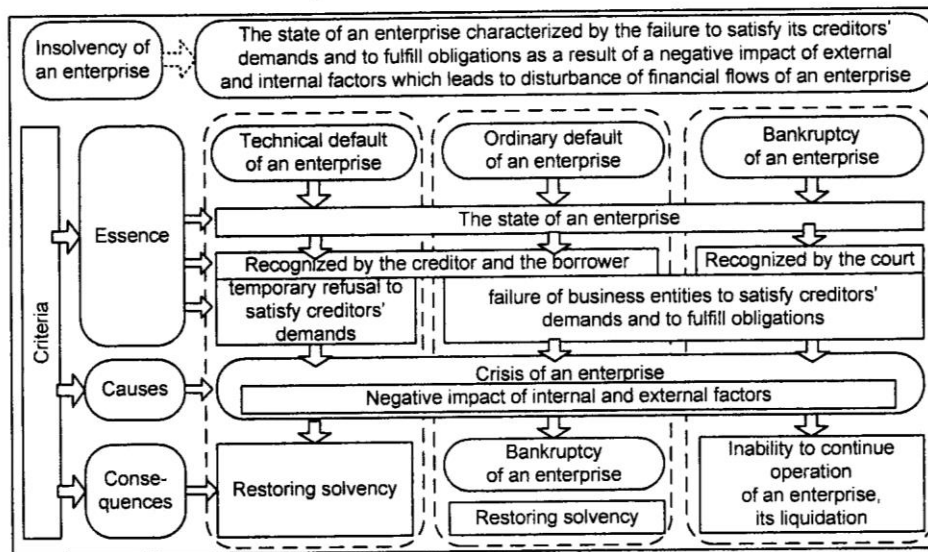 Insolvency of
an enterprise
The state of an enterprise characterized by the failure to satisfy its creditors'
demands and to fulfill obligations as a result of a negative impact of external
and internal factors which leads to disturbance of financial flows of an enterprise
Criteria
Essence
Technical default
of an enterprise
Ordinary default
of an enterprise
Bankruptcy
of an enterprise
The state of an enterprise
Recognized by the creditor and the borrower
Recognized by the court
temporary refusal to
satisfy creditors'
demands
failure of business entities to satisfy creditors'
demands and to fulfill obligations
Causes
Crisis of an enterprise
Negative impact of internal and external factors
Conse-
quences
Restoring solvency
Bankruptcy
of an enterprise
Restoring solvency
Inability to continue
operation
of an enterprise,
its liquidation